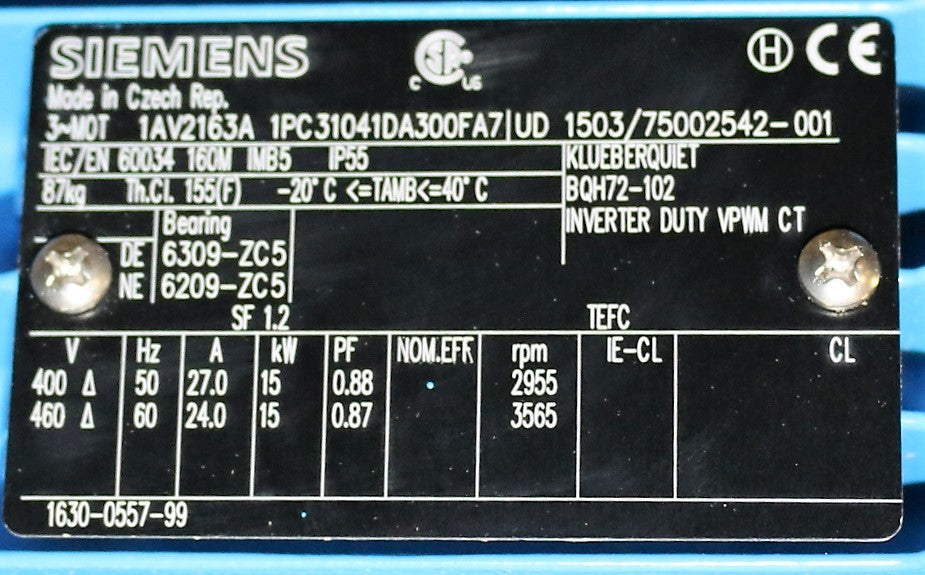 SIEMENS
CSA C US
H CE
Made in Czech Rep.
3~MOT 1AV2163A 1PC31041DA300FA7 UD 1503/75002542-001
IEC/EN 60034 160M IMB5 IP55 KLUEBERQUIET
87kg Th.Cl. 155(F) -20°C <=TAMB<=40°C BQH72-102
Bearing INVERTER DUTY VPWM CT
DE 6309-ZC5
NE 6209-ZC5
SF 1.2 TEFC
V Hz A kW PF NOM.EFF rpm IE-CL CL
400 Δ 50 27.0 15 0.88 2955
460 Δ 60 24.0 15 0.87 3565
1630-0557-99